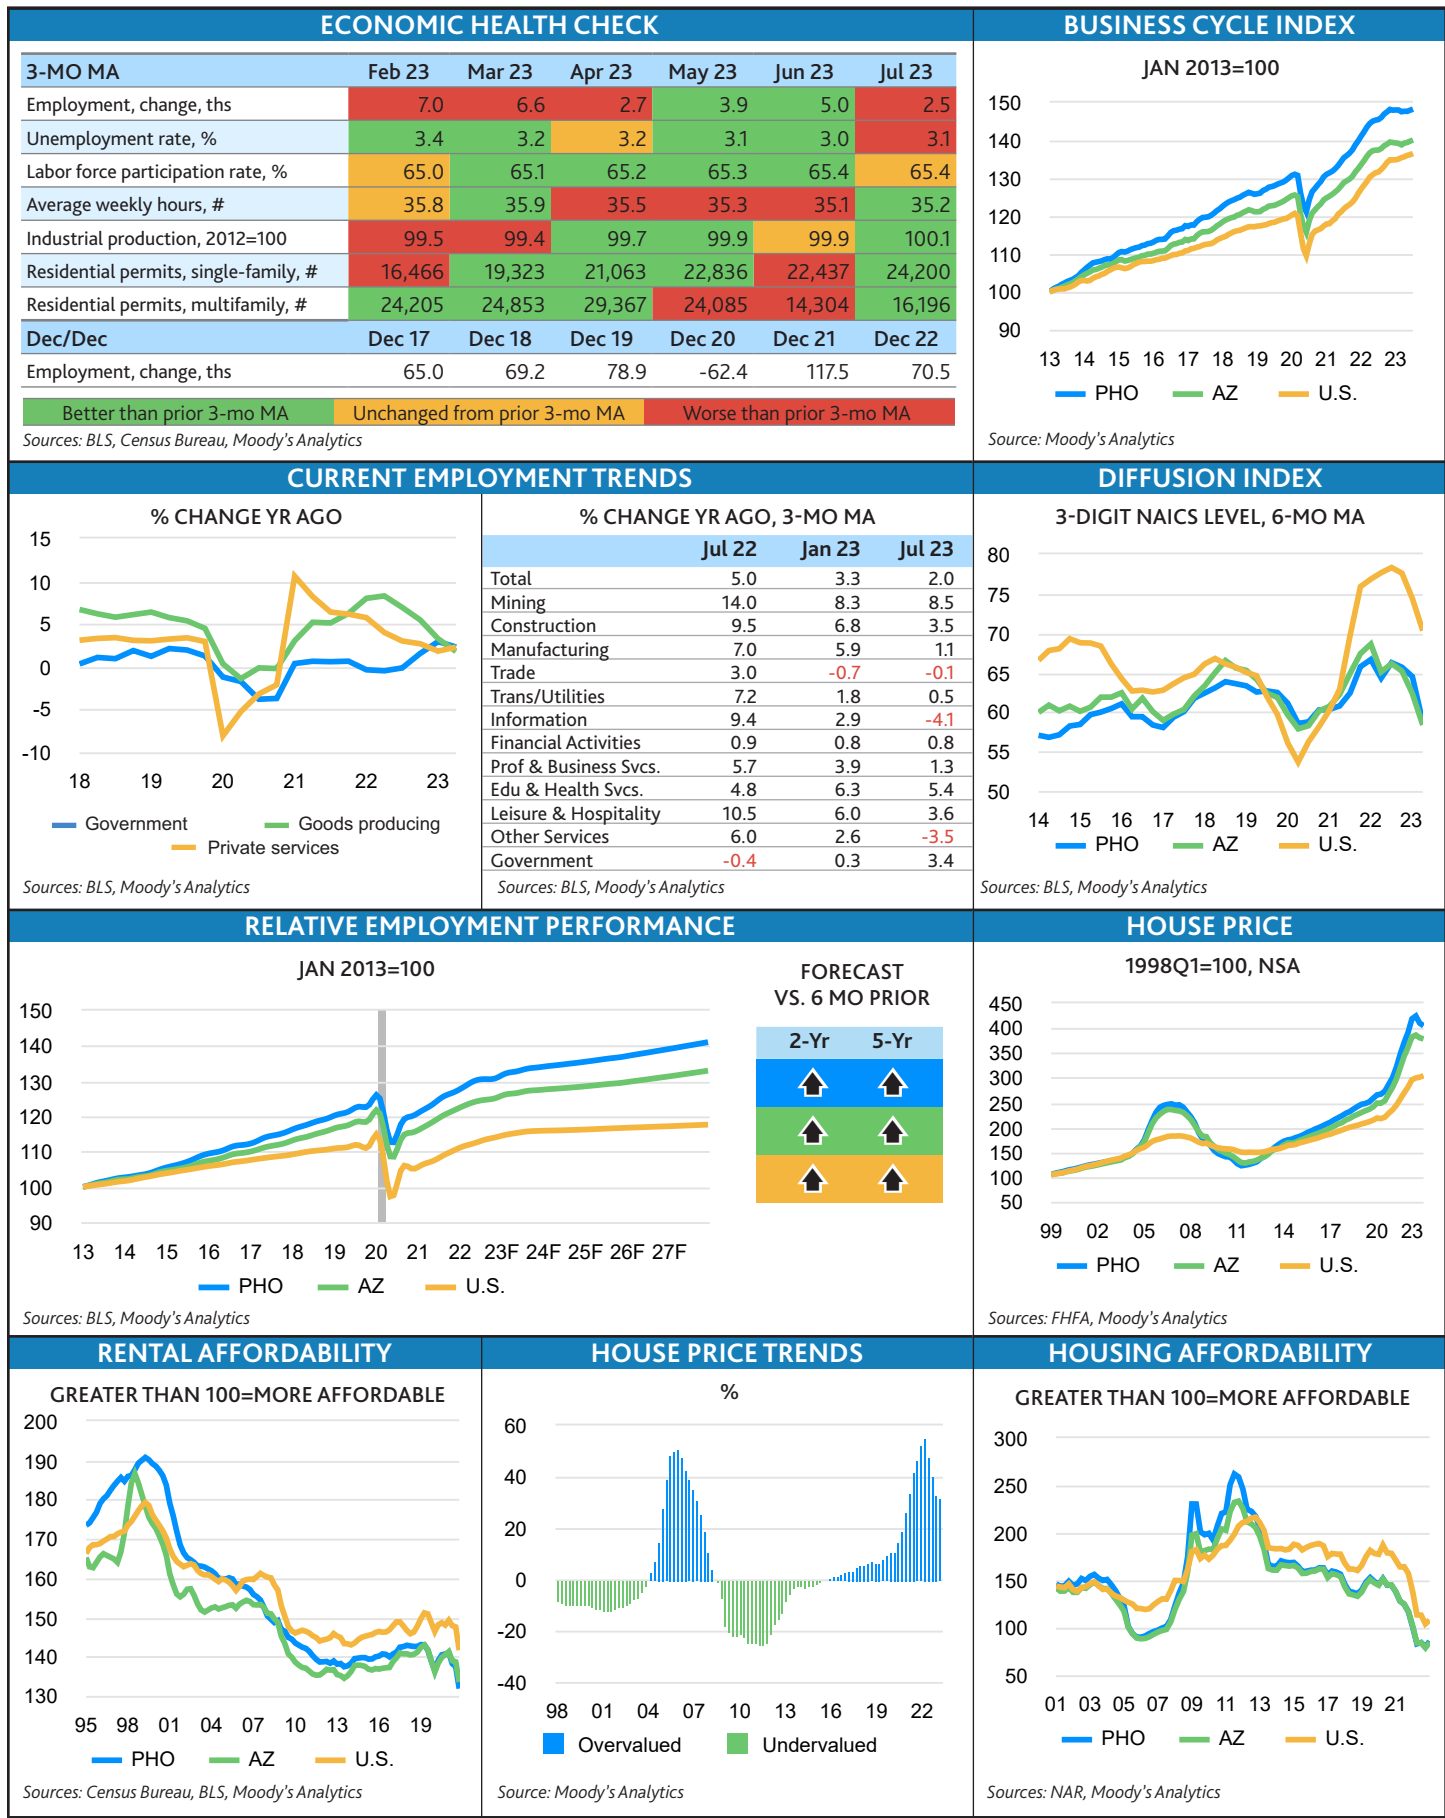 ECONOMIC HEALTH CHECK
3-MO MA Feb 23 Mar 23 Apr 23 May 23 Jun 23 Jul 23
Employment, change, ths 7.0 6.6 2.7 3.9 5.0 2.5
Unemployment rate, % 3.4 3.2 3.2 3.1 3.0 3.1
Labor force participation rate, % 65.0 65.1 65.2 65.3 65.4 65.4
Average weekly hours, # 35.8 35.9 35.5 35.3 35.1 35.2
Industrial production, 2012=100 99.5 99.4 99.7 99.9 99.9 100.1
Residential permits, single-family, # 16,466 19,323 21,063 22,836 22,437 24,200
Residential permits, multifamily, # 24,205 24,853 29,367 24,085 14,304 16,196
Dec/Dec Dec 17 Dec 18 Dec 19 Dec 20 Dec 21 Dec 22
Employment, change, ths 65.0 69.2 78.9 -62.4 117.5 70.5
Better than prior 3-mo MA Unchanged from prior 3-mo MA Worse than prior 3-mo MA
Sources: BLS, Census Bureau, Moody's Analytics
BUSINESS CYCLE INDEX
JAN 2013=100
150
140
130
120
110
100
90
13 14 15 16 17 18 19 20 21 22 23
PHO AZ U.S.
Source: Moody's Analytics
CURRENT EMPLOYMENT TRENDS
% CHANGE YR AGO
15
10
5
0
-5
-10
18 19 20 21 22 23
Government Goods producing
Private services
Sources: BLS, Moody's Analytics
% CHANGE YR AGO, 3-MO MA
Jul 22 Jan 23 Jul 23
Total 5.0 3.3 2.0
Mining 14.0 8.3 8.5
Construction 9.5 6.8 3.5
Manufacturing 7.0 5.9 1.1
Trade 3.0 -0.7 -0.1
Trans/Utilities 7.2 1.8 0.5
Information 9.4 2.9 -4.1
Financial Activities 0.9 0.8 0.8
Prof & Business Svcs. 5.7 3.9 1.3
Edu & Health Svcs. 4.8 6.3 5.4
Leisure & Hospitality 10.5 6.0 3.6
Other Services 6.0 2.6 -3.5
Government -0.4 0.3 3.4
Sources: BLS, Moody's Analytics
DIFFUSION INDEX
3-DIGIT NAICS LEVEL, 6-MO MA
80
75
70
65
60
55
50
14 15 16 17 18 19 20 21 22 23
PHO AZ U.S.
Sources: BLS, Moody's Analytics
RELATIVE EMPLOYMENT PERFORMANCE
JAN 2013=100
150
140
130
120
110
100
90
13 14 15 16 17 18 19 20 21 22 23F 24F 25F 26F 27F
PHO AZ U.S.
Sources: BLS, Moody's Analytics
FORECAST
VS. 6 MO PRIOR
2-Yr 5-Yr
HOUSE PRICE
1998Q1=100, NSA
450
400
350
300
250
200
150
100
50
99 02 05 08 11 14 17 20 23
PHO AZ U.S.
Sources: FHFA, Moody's Analytics
RENTAL AFFORDABILITY
GREATER THAN 100=MORE AFFORDABLE
200
190
180
170
160
150
140
130
95 98 01 04 07 10 13 16 19
PHO AZ U.S.
Sources: Census Bureau, BLS, Moody's Analytics
HOUSE PRICE TRENDS
%
60
40
20
0
-20
-40
98 01 04 07 10 13 16 19 22
Overvalued Undervalued
Source: Moody's Analytics
HOUSING AFFORDABILITY
GREATER THAN 100=MORE AFFORDABLE
300
250
200
150
100
50
01 03 05 07 09 11 13 15 17 19 21
PHO AZ U.S.
Sources: NAR, Moody's Analytics